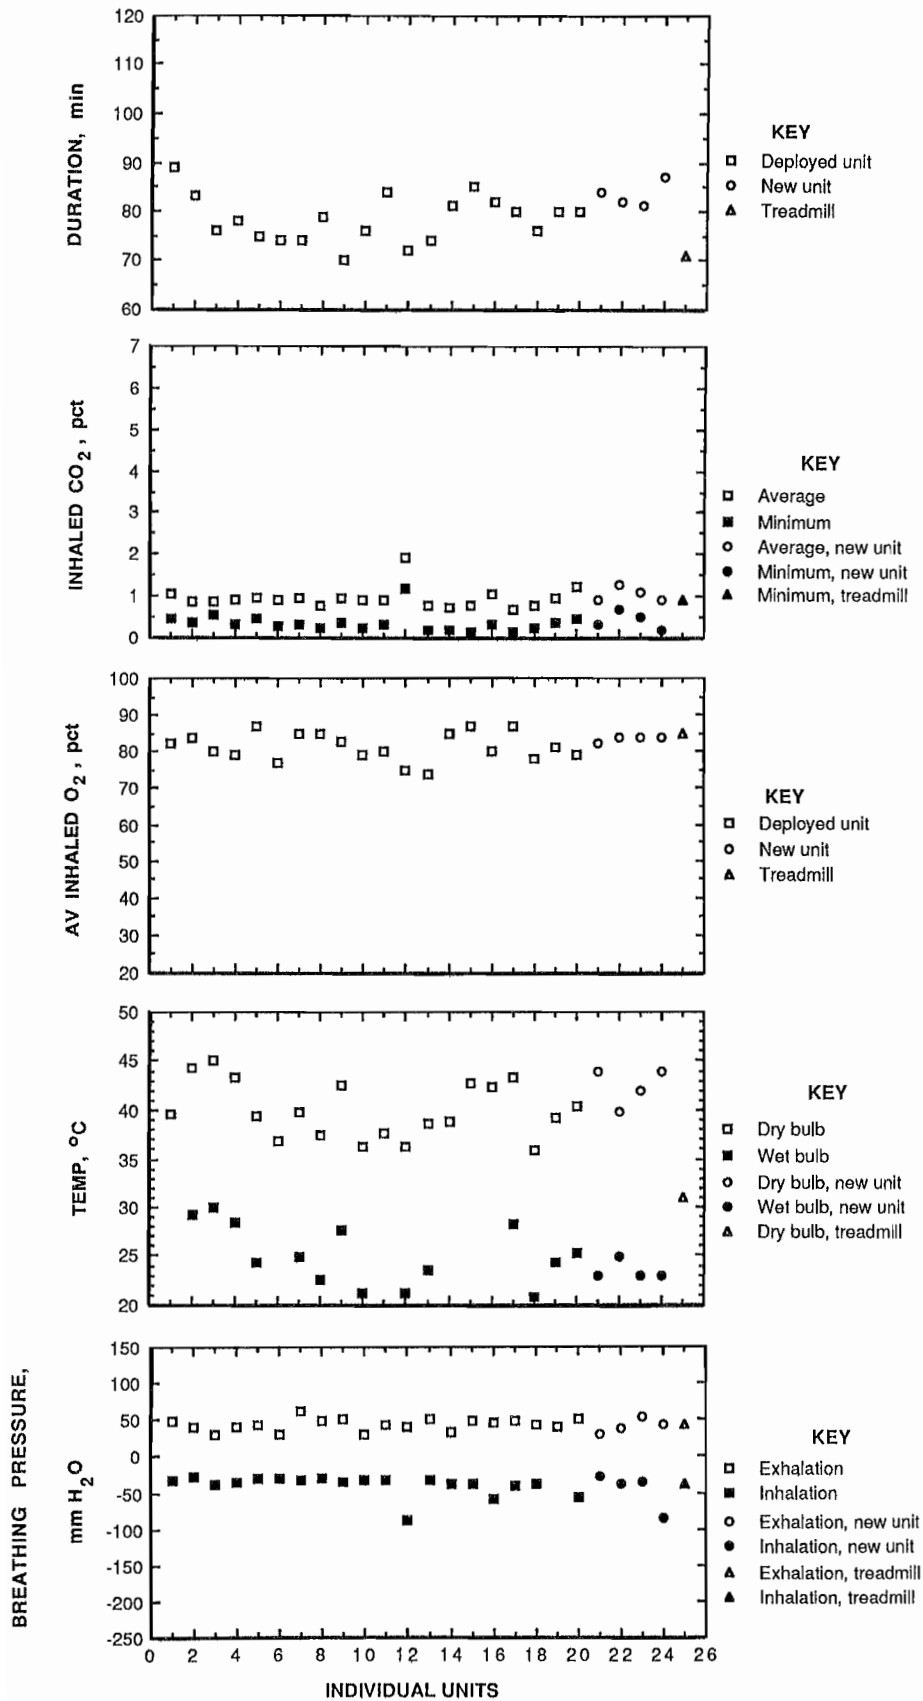 120
110
100
90
80
70
60
DURATION, min
KEY
Deployed unit
New unit
Treadmill
7
6
5
4
3
2
1
0
INHALED CO2, pct
KEY
Average
Minimum
Average, new unit
Minimum, new unit
Minimum, treadmill
100
90
80
70
60
50
40
30
20
AV INHALED O2, pct
KEY
Deployed unit
New unit
Treadmill
50
45
40
35
30
25
20
TEMP, °C
KEY
Dry bulb
Wet bulb
Dry bulb, new unit
Wet bulb, new unit
Dry bulb, treadmill
150
100
50
0
-50
-100
-150
-200
-250
BREATHING PRESSURE,
mm H2O
KEY
Exhalation
Inhalation
Exhalation, new unit
Inhalation, new unit
Exhalation, treadmill
Inhalation, treadmill
0 2 4 6 8 10 12 14 16 18 20 22 24 26
INDIVIDUAL UNITS